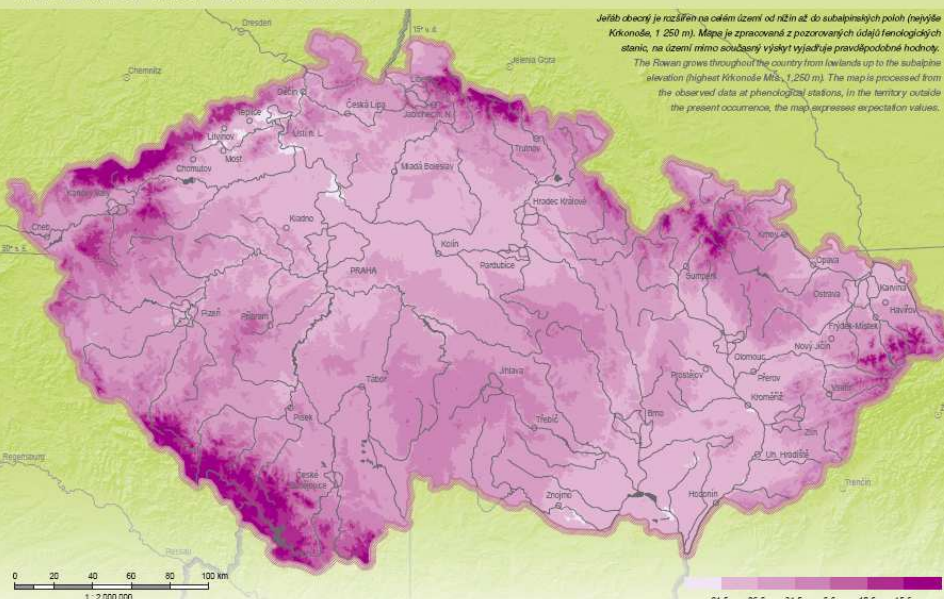 Jeřáb obecný je rozšířen na celém území od nížin až do subalpinských poloh (nejvýše
Krkonoše, 1 250 m). Mapa je zpracovaná z pozorovaných údajů fenologických
stanic, na území mimo současný výskyt vyjadřuje pravděpodobné hodnoty.
The Rowan grows throughout the country from lowlands up to the subalpine
elevation (highest Krkonoše Mts., 1,250 m). The map is processed from
the observed data at phenological stations, in the territory outside
the present occurrence, the map expresses expectation values.
Dresden
15° v. d.
Chemnitz
Jelenia Góra
Děčín
Teplice
Ústí n. L.
Česká Lípa
Jablonec n. N.
Litvínov
Most
Chomutov
Trutnov
Mladá Boleslav
Karlovy Vary
Cheb
Hradec Králové
Kladno
50° s. š.
Kolín
Pardubice
PRAHA
Krnov
Opava
Šumperk
Ostrava
Karviná
Havířov
Plzeň
Příbram
Frýdek-Místek
Nový Jičín
Olomouc
Prostějov
Přerov
Vsetín
Jihlava
Tábor
Kroměříž
Písek
Třebíč
Brno
Zlín
Uh. Hradiště
Regensburg
České
Budějovice
Trenčín
Znojmo
Hodonín
Passau
0 20 40 60 80 100 km
1 : 2 000 000